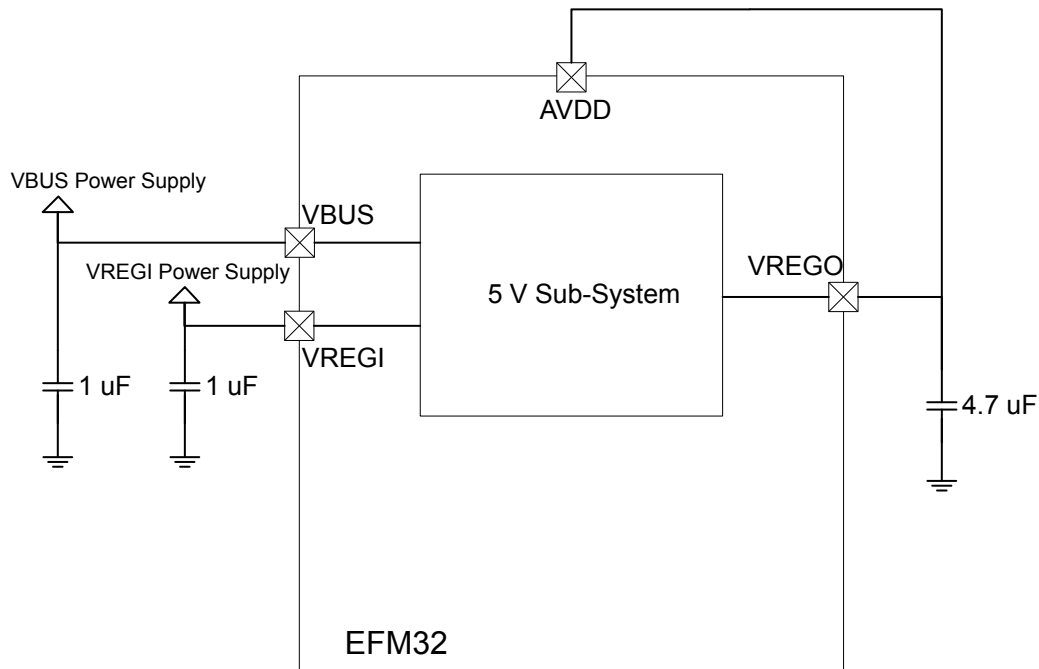 AVDD
VBUS Power Supply
VBUS
VREGI Power Supply
VREGO
5 V Sub-System
VREGI
1 uF
1 uF
4.7 uF
EFM32